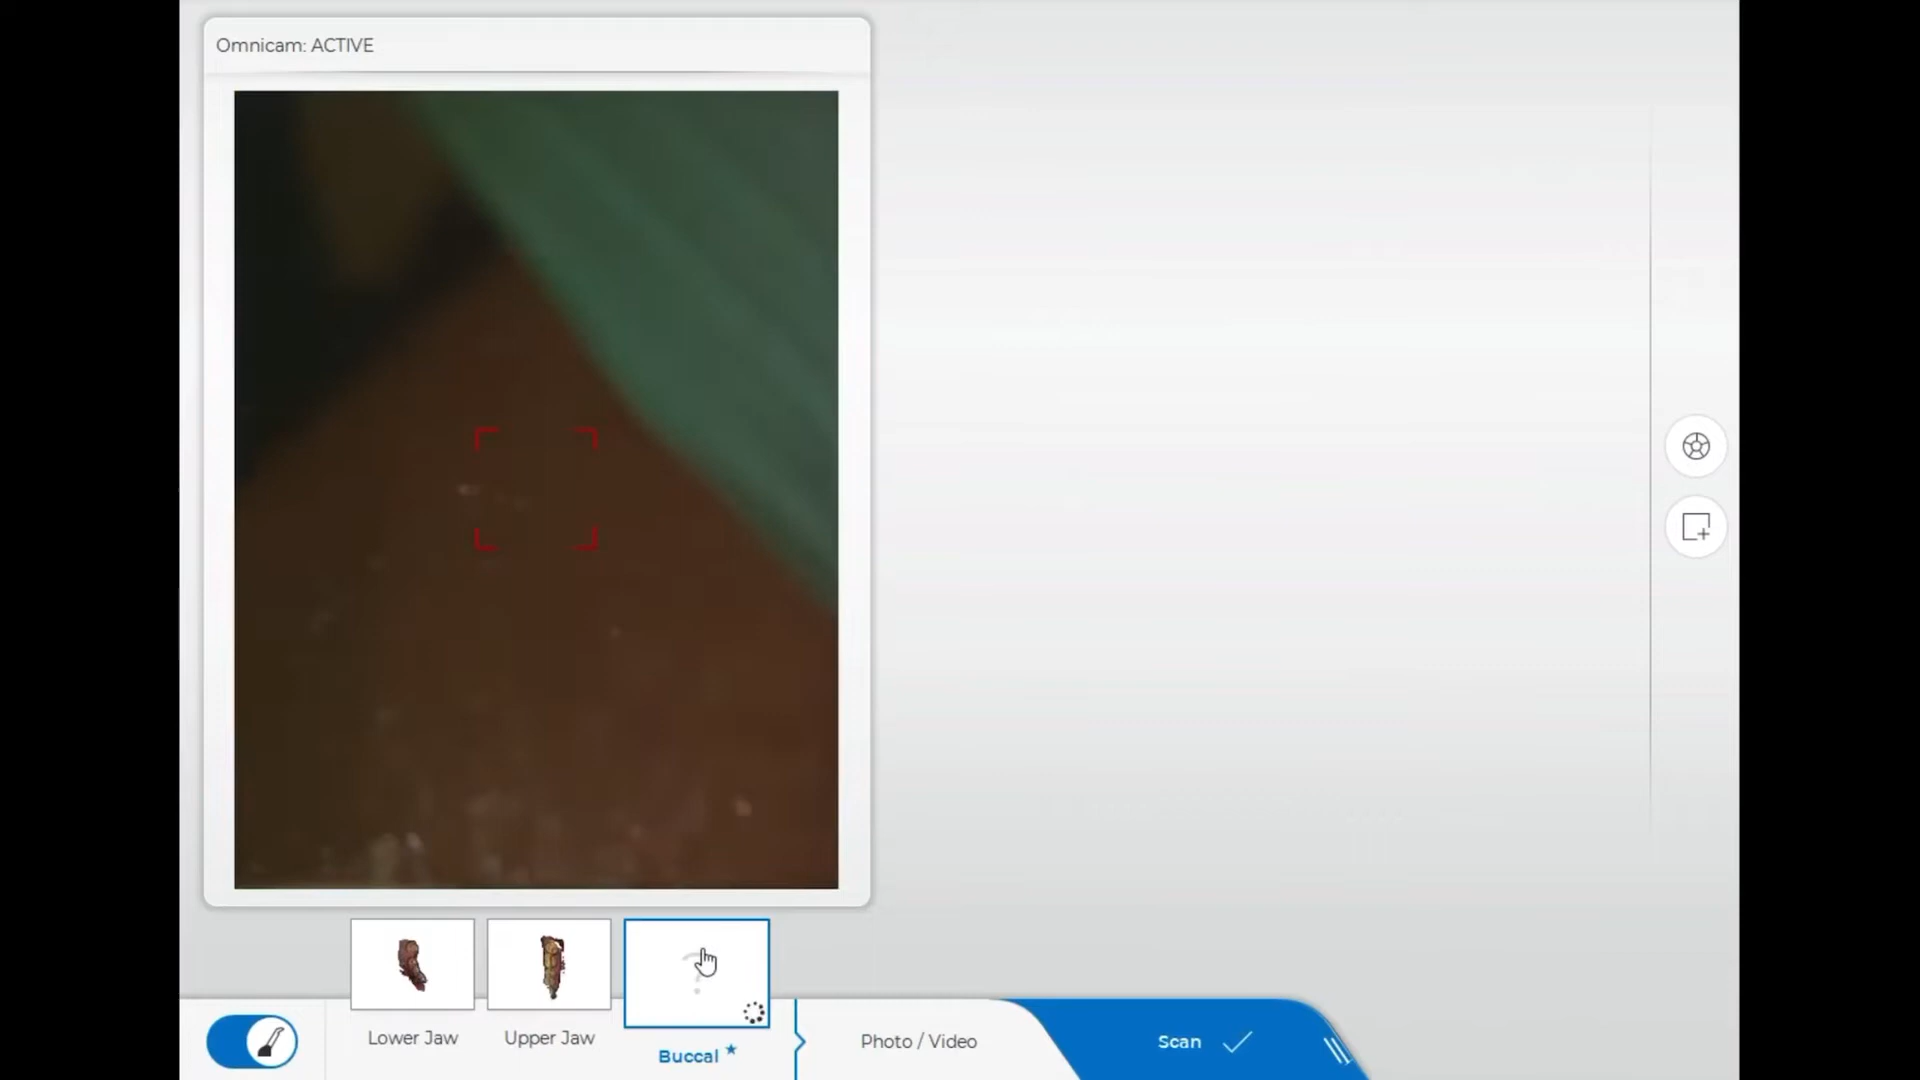 Omnicam: ACTIVE
?
Lower Jaw
Upper Jaw
Buccal *
Photo / Video
Scan